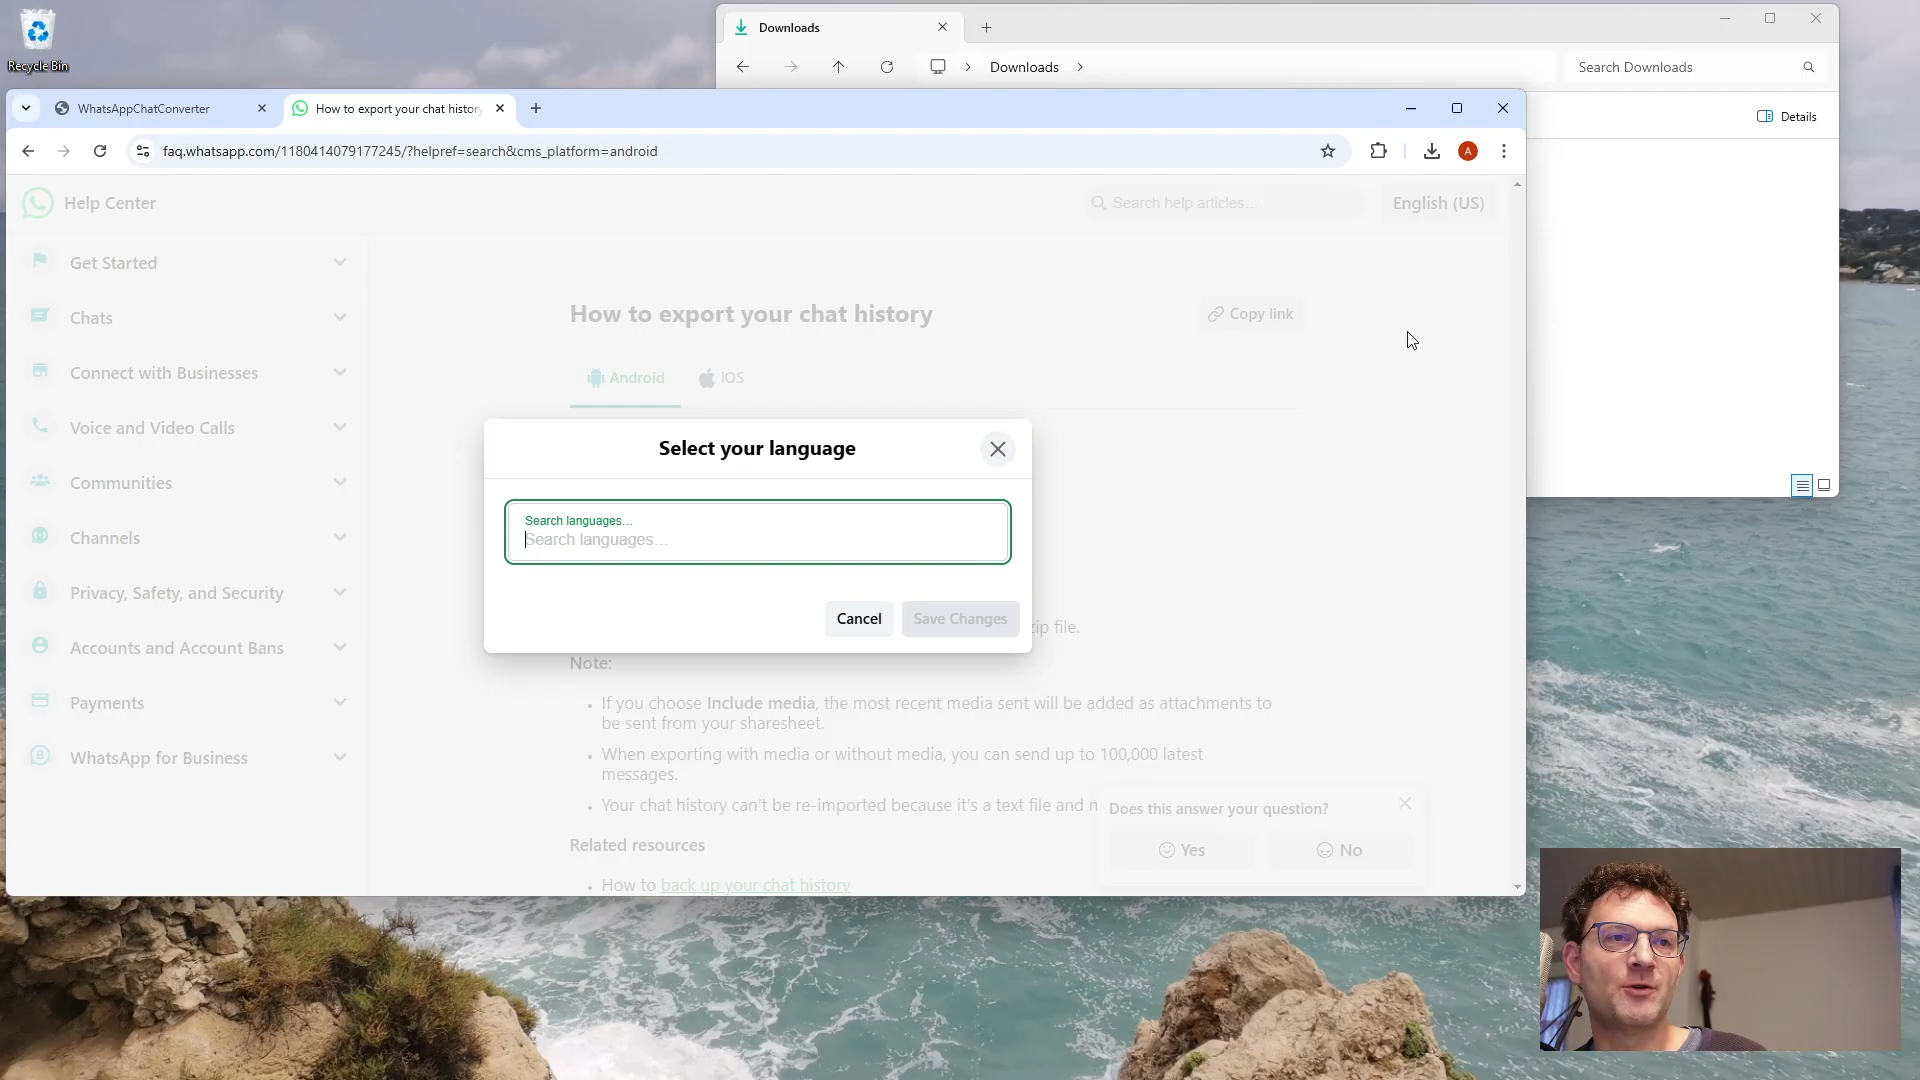 Recycle Bin
Downloads
Downloads
Search Downloads
Details
WhatsAppChatConverter
How to export your chat history
faq.whatsapp.com/1180414079177245/?helpref=search&cms_platform=android
A
Help Center
Search help articles...
English (US)
Get Started
Chats
Connect with Businesses
Voice and Video Calls
Communities
Channels
Privacy, Safety, and Security
Accounts and Account Bans
Payments
WhatsApp for Business
How to export your chat history
Copy link
Android
iOS
Select your language
Search languages...
Search languages...
Cancel
Save Changes
zip file.
Note:
If you choose Include media, the most recent media sent will be added as attachments to
be sent from your sharesheet.
When exporting with media or without media, you can send up to 100,000 latest
messages.
Your chat history can't be re-imported because it's a text file and
Does this answer your question?
Yes
No
Related resources
How to back up your chat history